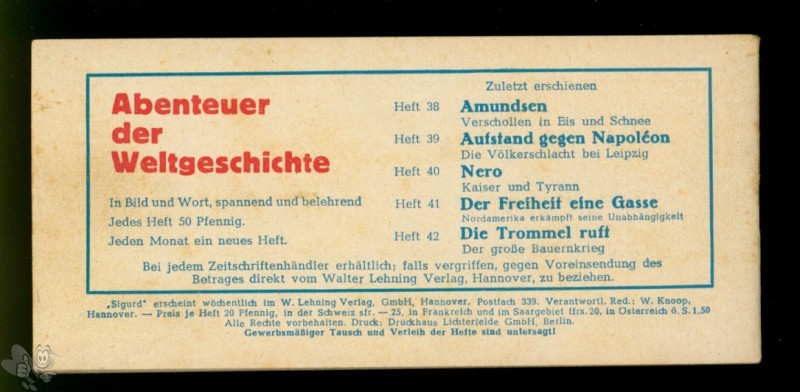 Abenteuer
der
Weltgeschichte
In Bild und Wort, spannend und belehrend
Jedes Heft 50 Pfennig.
Jeden Monat ein neues Heft.
Zuletzt erschienen
Heft 38 Amundsen
Verschollen in Eis und Schnee
Heft 39 Aufstand gegen Napoléon
Die Völkerschlacht bei Leipzig
Heft 40 Nero
Kaiser und Tyrann
Heft 41 Der Freiheit eine Gasse
Nordamerika erkämpft seine Unabhängigkeit
Heft 42 Die Trommel ruft
Der große Bauernkrieg
Bei jedem Zeitschriftenhändler erhältlich; falls vergriffen, gegen Voreinsendung des
Betrages direkt vom Walter Lehning Verlag, Hannover, zu beziehen.
„Sigurd" erscheint wöchentlich im W. Lehning Verlag, GmbH, Hannover, Postfach 339. Verantwortl. Red.: W. Knoop,
Hannover. — Preis je Heft 20 Pfennig, in der Schweiz sfr. — 25, in Frankreich und im Saargebiet ffrs. 20, in Österreich ö. S. 1,50
Alle Rechte vorbehalten. Druck: Druckhaus Lichterfelde GmbH, Berlin.
Gewerbsmäßiger Tausch und Verleih der Hefte sind untersagt!